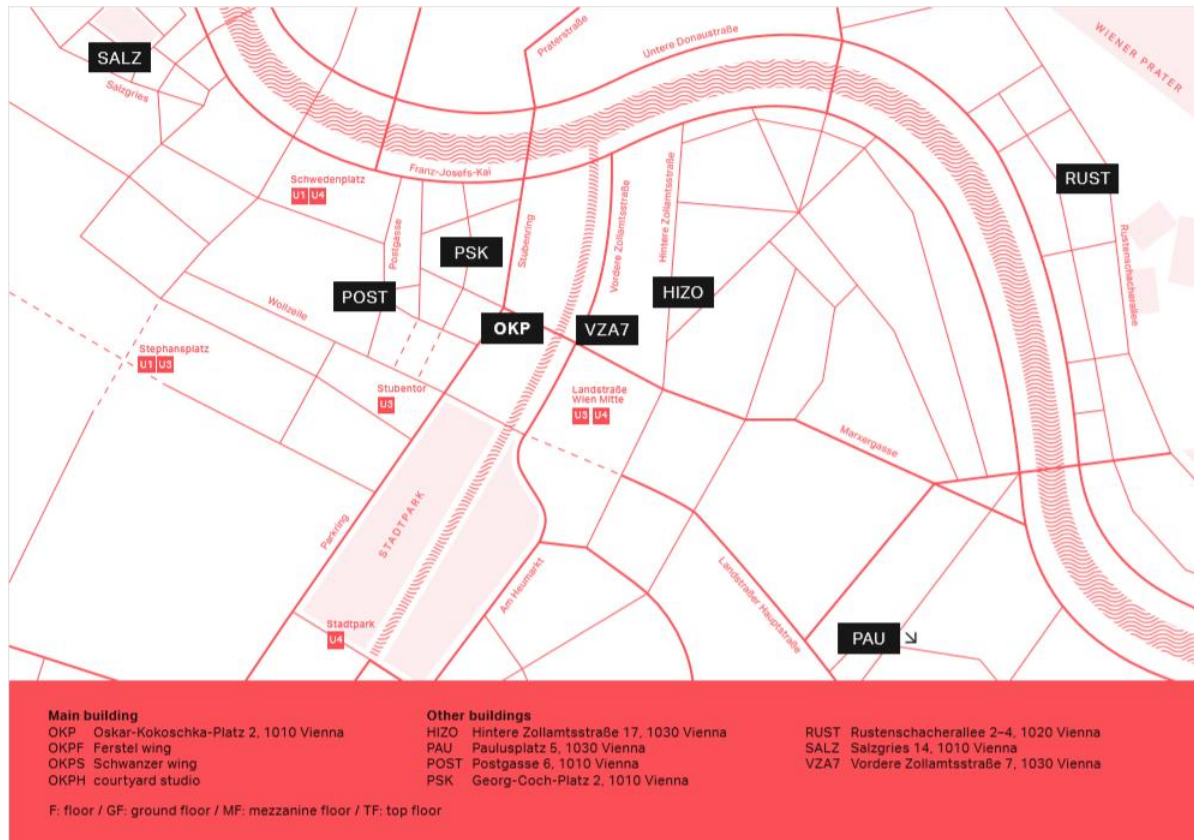 WIENER PRATER
Praterstraße
Untere Donaustraße
SALZ
Salzgries
Franz-Josefs-Kai
Schwedenplatz
U1 U4
RUST
Postgasse
PSK
Stubenring
Vordere Zollamtsstraße
Hintere Zollamtsstraße
Rustenschacherallee
POST
HIZO
Wollzeile
OKP
VZA7
Stephansplatz
U1 U3
Stubentor
U3
Landstraße
Wien Mitte
U3 U4
Marxergasse
Parkring
STADTPARK
Am Heumarkt
Landstraßer Hauptstraße
Stadtpark
U4
PAU
Main building
OKP Oskar-Kokoschka-Platz 2, 1010 Vienna
OKPF Ferstel wing
OKPS Schwanzer wing
OKPH courtyard studio
F: floor / GF: ground floor / MF: mezzanine floor / TF: top floor
Other buildings
HIZO Hintere Zollamtsstraße 17, 1030 Vienna
PAU Paulusplatz 5, 1030 Vienna
POST Postgasse 6, 1010 Vienna
PSK Georg-Coch-Platz 2, 1010 Vienna
RUST Rustenschacherallee 2–4, 1020 Vienna
SALZ Salzgries 14, 1010 Vienna
VZA7 Vordere Zollamtsstraße 7, 1030 Vienna